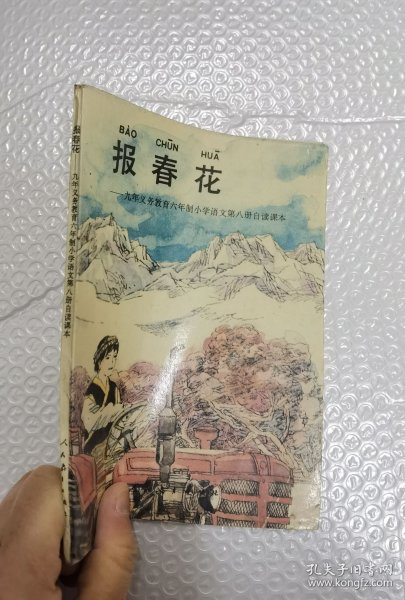 BÀO CHŪN HUĀ
报春花
——九年义务教育六年制小学语文第八册自读课本
报春花
九年义务教育六年制小学语文第八册自读课本
人民
孔夫子旧书网
www.kongfz.com